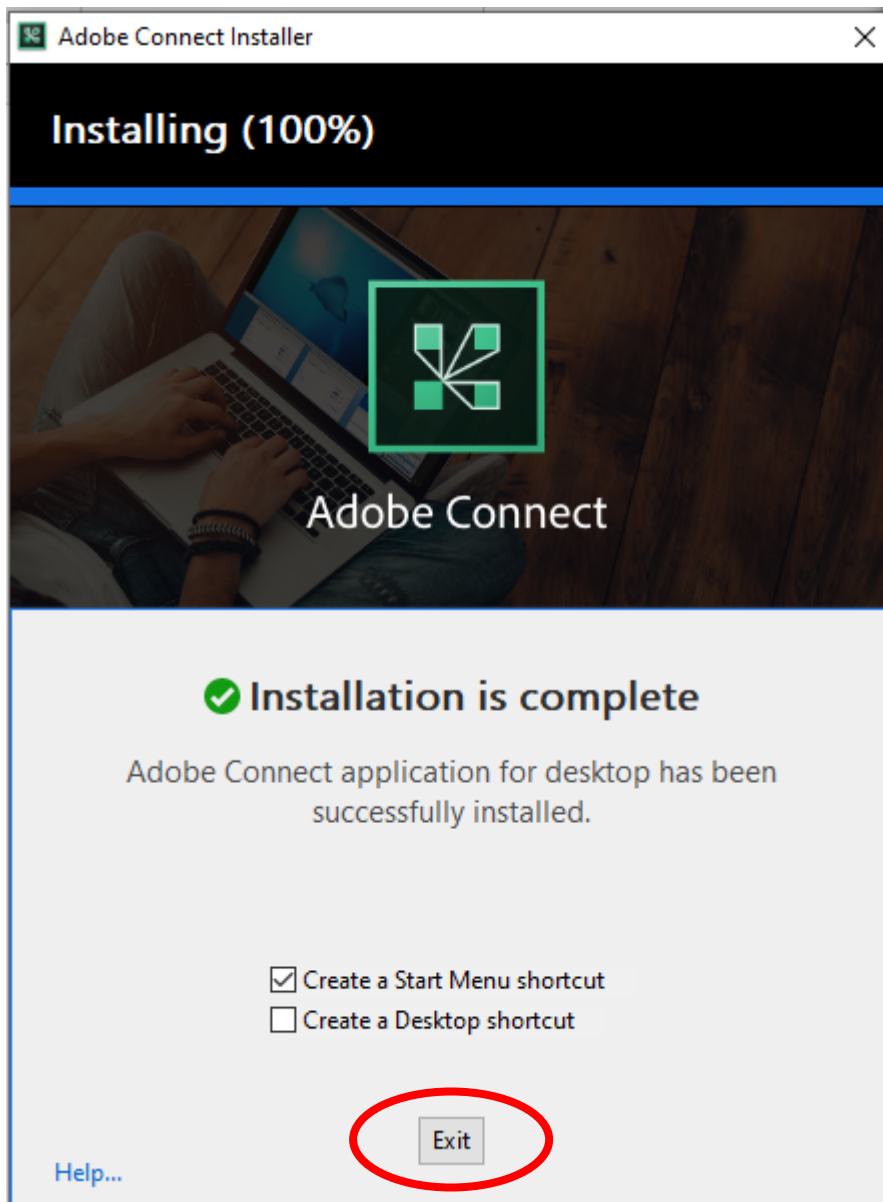 Adobe Connect Installer
Installing (100%)
Adobe Connect
Installation is complete
Adobe Connect application for desktop has been
successfully installed.
Create a Start Menu shortcut
Create a Desktop shortcut
Exit
Help...